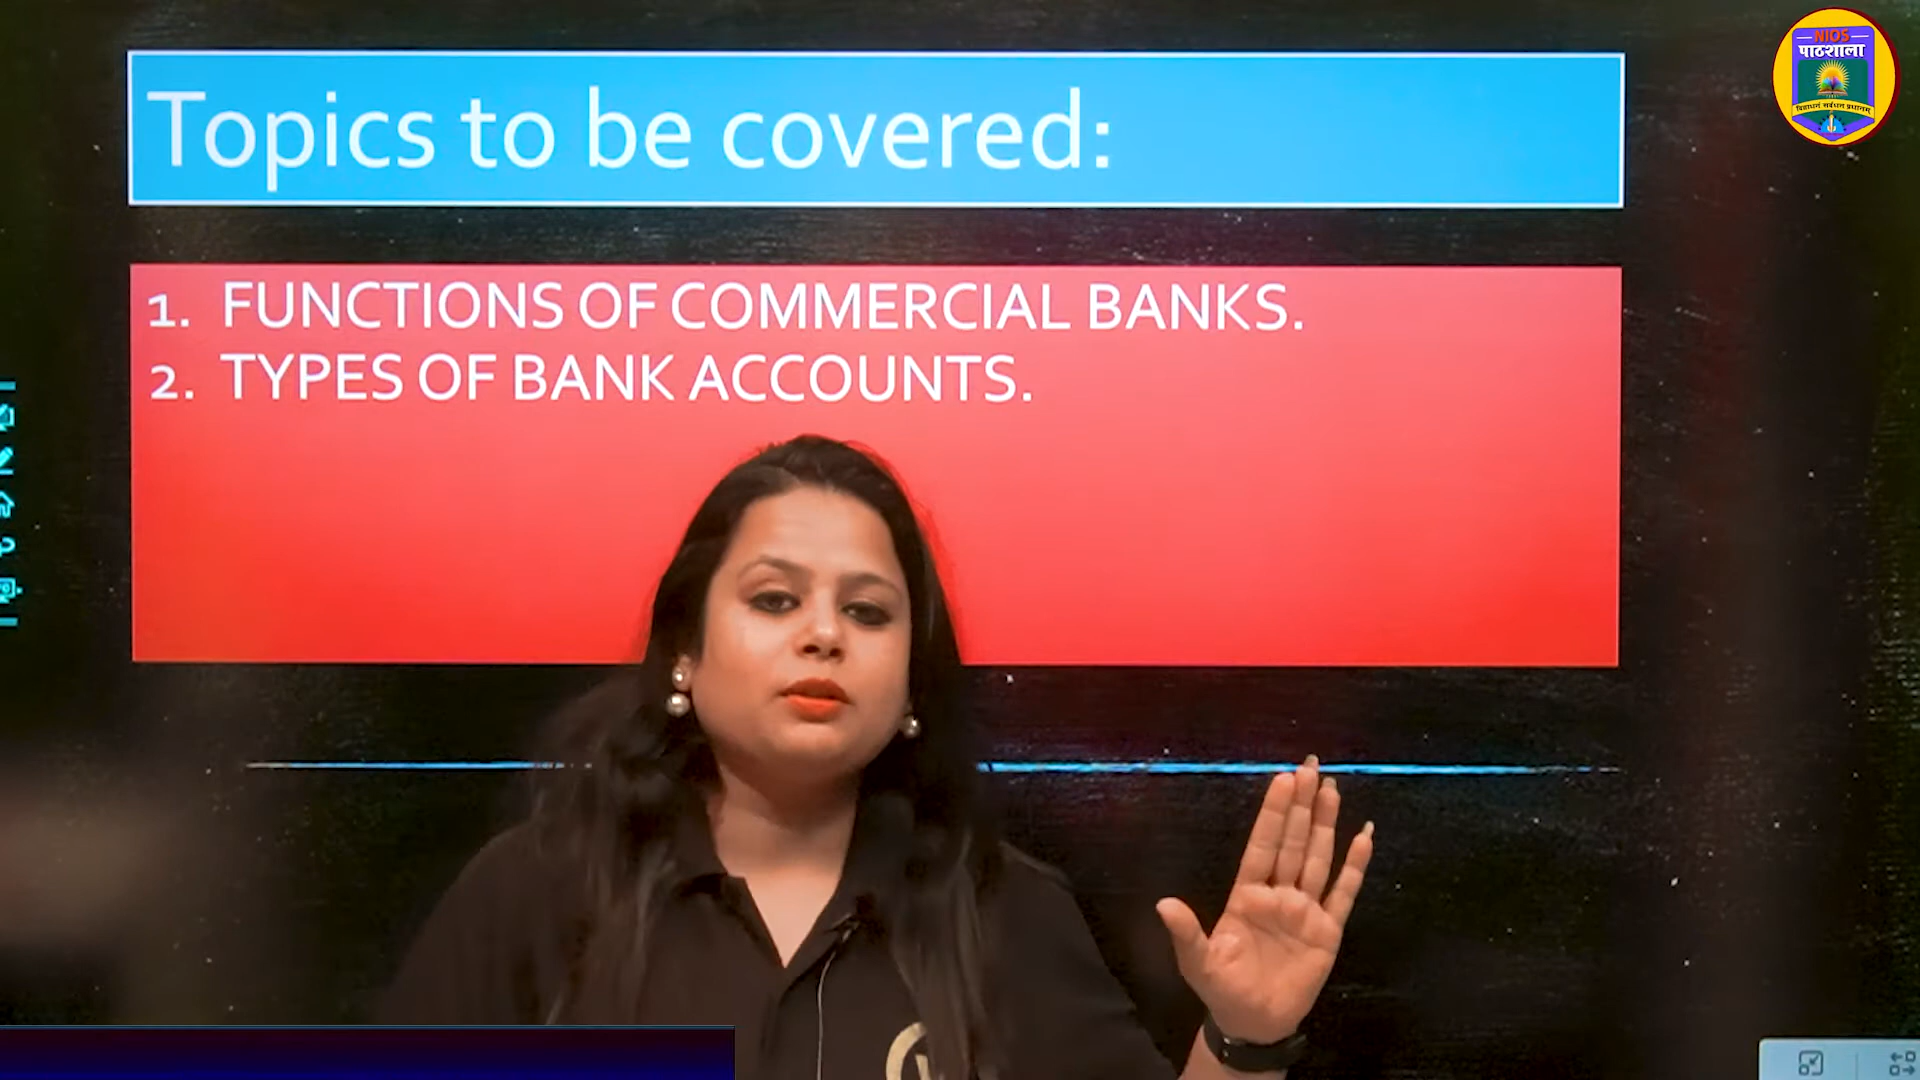 NIOS
पाठशाला
Topics to be covered:
1. FUNCTIONS OF COMMERCIAL BANKS.
2. TYPES OF BANK ACCOUNTS.